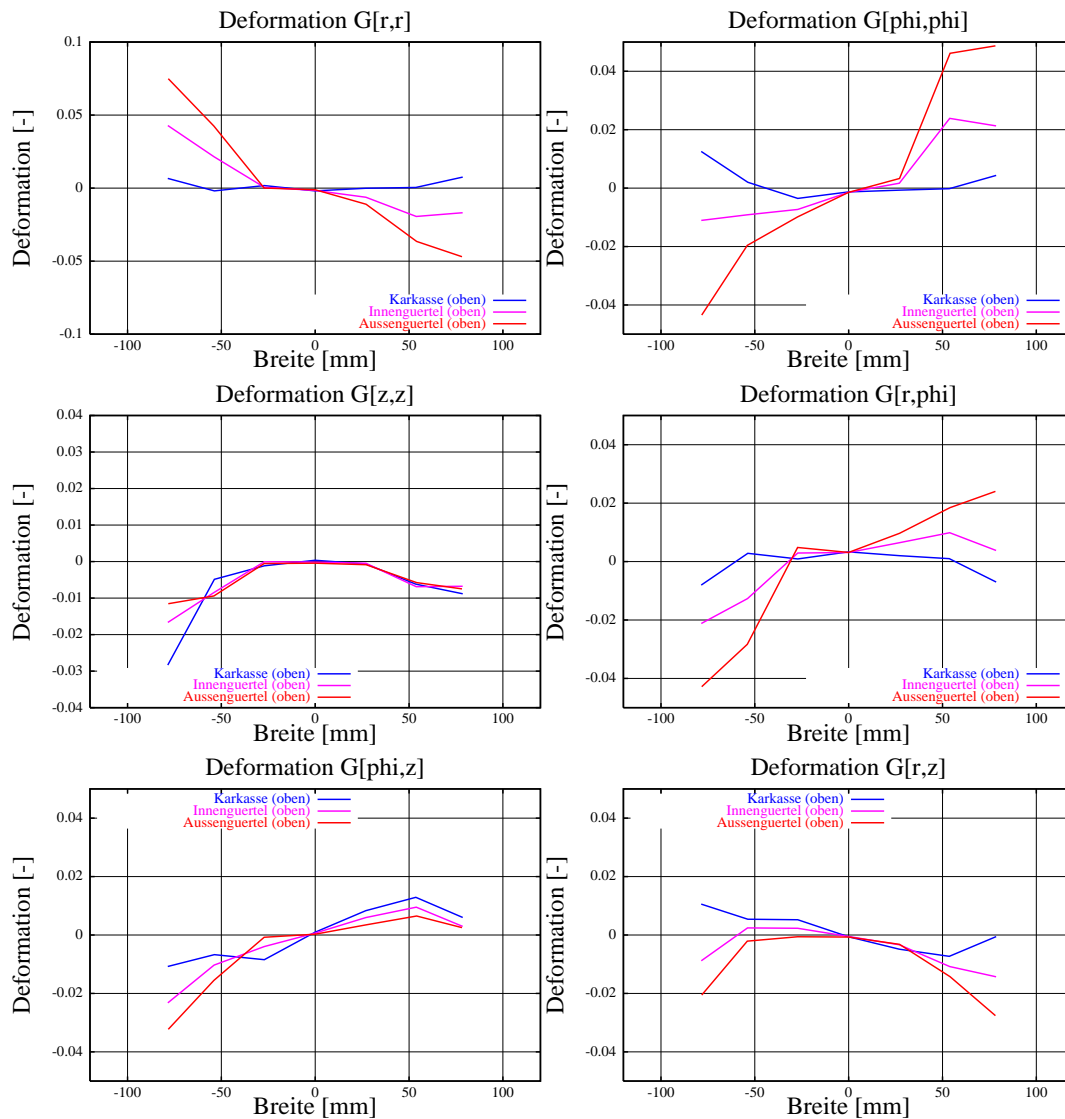 Deformation G[r,r]
Deformation [-]
0.1
0.05
0
-0.05
-0.1
Karkasse (oben)
Innenguertel (oben)
Aussenguertel (oben)
-100 -50 0 50 100
Breite [mm]
Deformation G[phi,phi]
Deformation [-]
0.04
0.02
0
-0.02
-0.04
Karkasse (oben)
Innenguertel (oben)
Aussenguertel (oben)
-100 -50 0 50 100
Breite [mm]
Deformation G[z,z]
Deformation [-]
0.04
0.03
0.02
0.01
0
-0.01
-0.02
-0.03
-0.04
Karkasse (oben)
Innenguertel (oben)
Aussenguertel (oben)
-100 -50 0 50 100
Breite [mm]
Deformation G[r,phi]
Deformation [-]
0.04
0.02
0
-0.02
-0.04
Karkasse (oben)
Innenguertel (oben)
Aussenguertel (oben)
-100 -50 0 50 100
Breite [mm]
Deformation G[phi,z]
Deformation [-]
Karkasse (oben)
Innenguertel (oben)
Aussenguertel (oben)
0.04
0.02
0
-0.02
-0.04
-100 -50 0 50 100
Breite [mm]
Deformation G[r,z]
Deformation [-]
Karkasse (oben)
Innenguertel (oben)
Aussenguertel (oben)
0.04
0.02
0
-0.02
-0.04
-100 -50 0 50 100
Breite [mm]